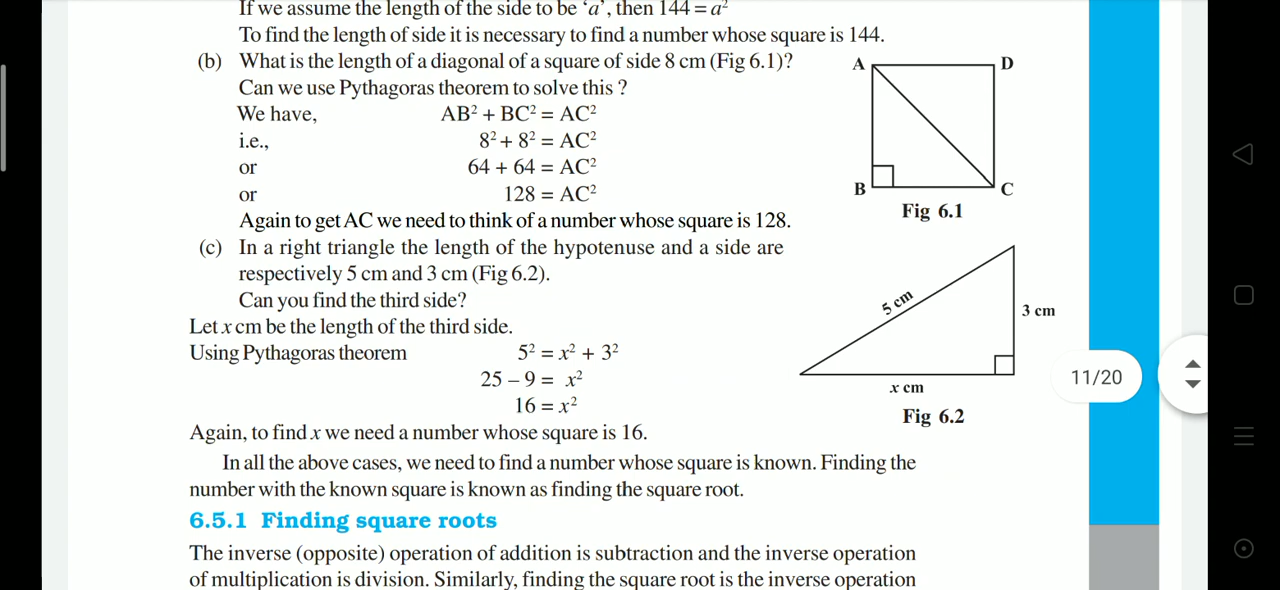 If we assume the length of the side to be ‘a’, then 144 = a²
To find the length of side it is necessary to find a number whose square is 144.
(b) What is the length of a diagonal of a square of side 8 cm (Fig 6.1)?
Can we use Pythagoras theorem to solve this ?
We have, AB² + BC² = AC²
i.e., 8² + 8² = AC²
or 64 + 64 = AC²
or 128 = AC²
Again to get AC we need to think of a number whose square is 128.
A
D
B
C
Fig 6.1
(c) In a right triangle the length of the hypotenuse and a side are
respectively 5 cm and 3 cm (Fig 6.2).
Can you find the third side?
Let x cm be the length of the third side.
Using Pythagoras theorem 5² = x² + 3²
25 – 9 = x²
16 = x²
5 cm
3 cm
x cm
Fig 6.2
11/20
Again, to find x we need a number whose square is 16.
In all the above cases, we need to find a number whose square is known. Finding the
number with the known square is known as finding the square root.
6.5.1 Finding square roots
The inverse (opposite) operation of addition is subtraction and the inverse operation
of multiplication is division. Similarly, finding the square root is the inverse operation